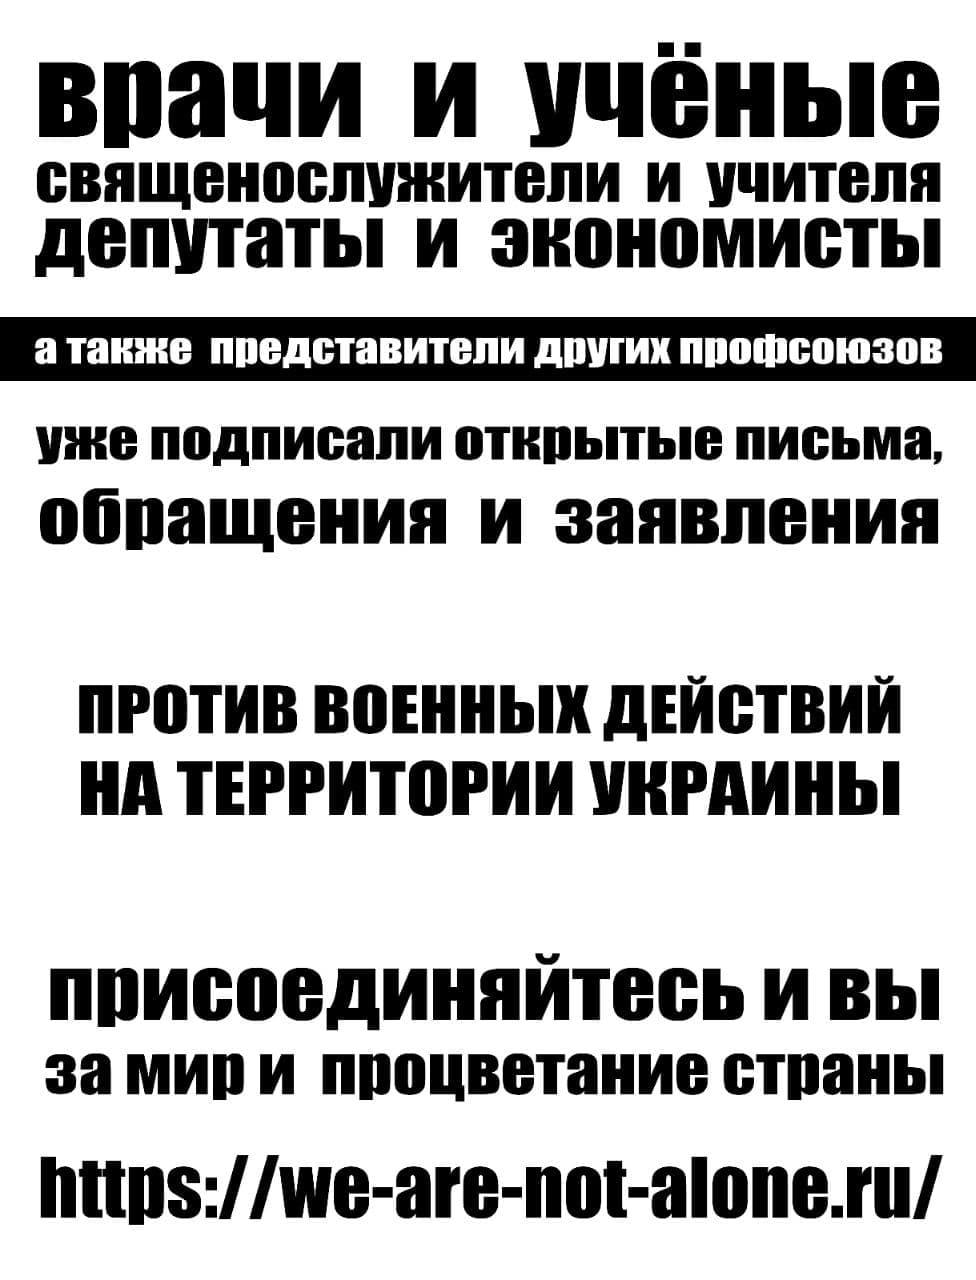 врачи и учёные
священослужители и учителя
депутаты и экономисты
а также представители других профсоюзов
уже подписали открытые письма,
обращения и заявления
ПРОТИВ ВОЕННЫХ ДЕЙСТВИЙ
НА ТЕРРИТОРИИ УКРАИНЫ
присоединяйтесь и вы
за мир и процветание страны
https://we-are-not-alone.ru/